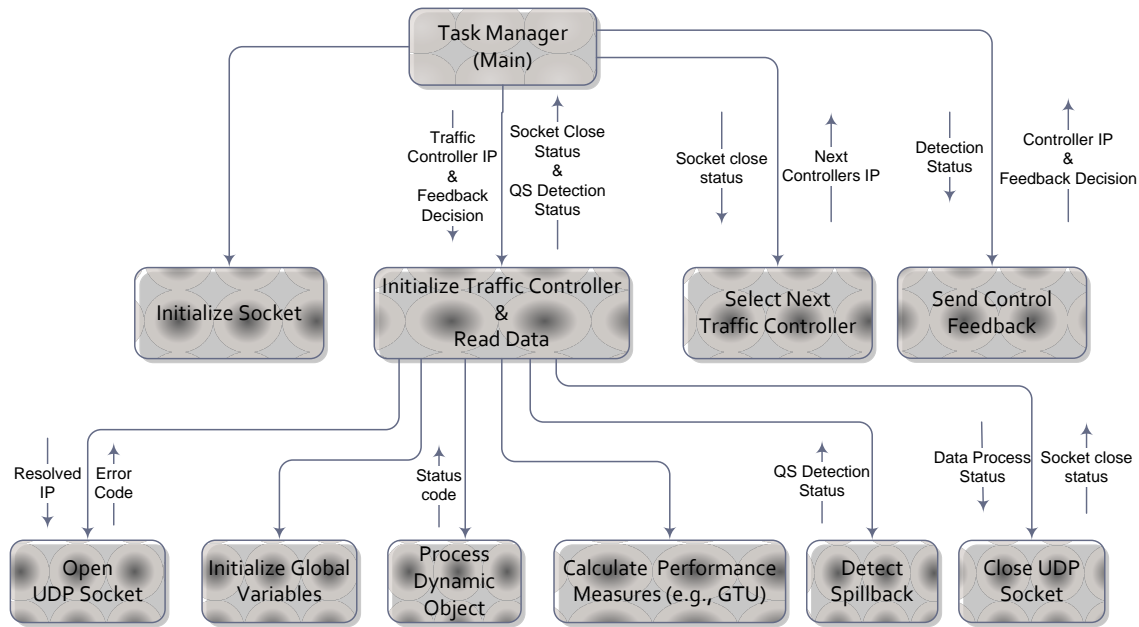 Task Manager
(Main)
Traffic
Controller IP
&
Feedback
Decision
Socket Close
Status
&
QS Detection
Status
Socket close
status
Next
Controllers IP
Detection
Status
Controller IP
&
Feedback Decision
Initialize Socket
Initialize Traffic Controller
&
Read Data
Select Next
Traffic Controller
Send Control
Feedback
Resolved
IP
Error
Code
Status
code
QS Detection
Status
Data Process
Status
Socket close
status
Open
UDP Socket
Initialize Global
Variables
Process
Dynamic
Object
Calculate Performance
Measures (e.g., GTU)
Detect
Spillback
Close UDP
Socket